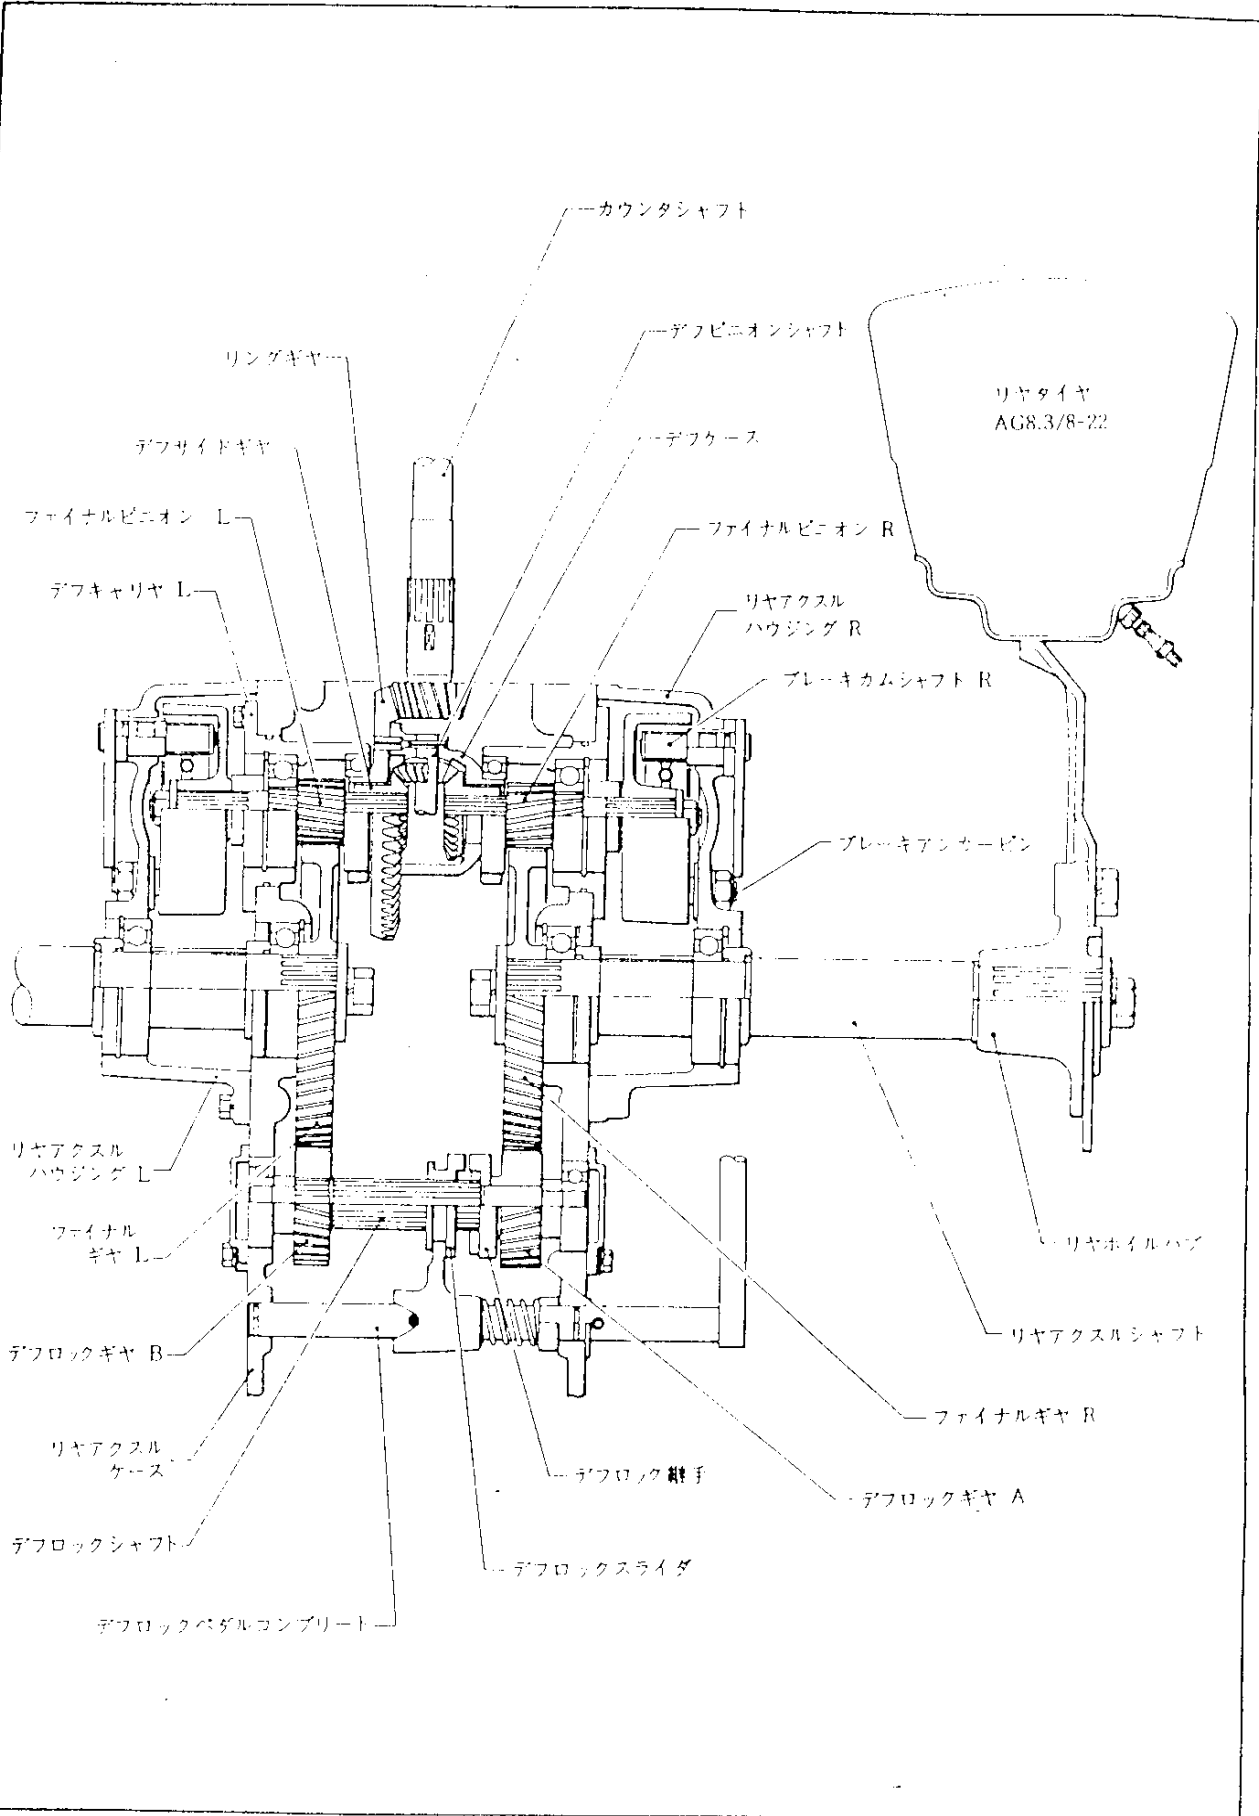 カウンタシャフト
デフピニオンシャフト
リングギヤ
リヤタイヤ
AG8.3/8-22
デフサイドギヤ
デフケース
ファイナルピニオン L
ファイナルピニオン R
デフキャリヤ L
リヤアクスル
ハウジング R
ブレーキカムシャフト R
ブレーキアンカーピン
リヤアクスル
ハウジング L
ファイナル
ギヤ L
リヤホイルハブ
デフロックギヤ B
リヤアクスルシャフト
ファイナルギヤ R
リヤアクスル
ケース
デフロック継手
デフロックギヤ A
デフロックシャフト
デフロックスライダ
デフロックペダルコンプリート